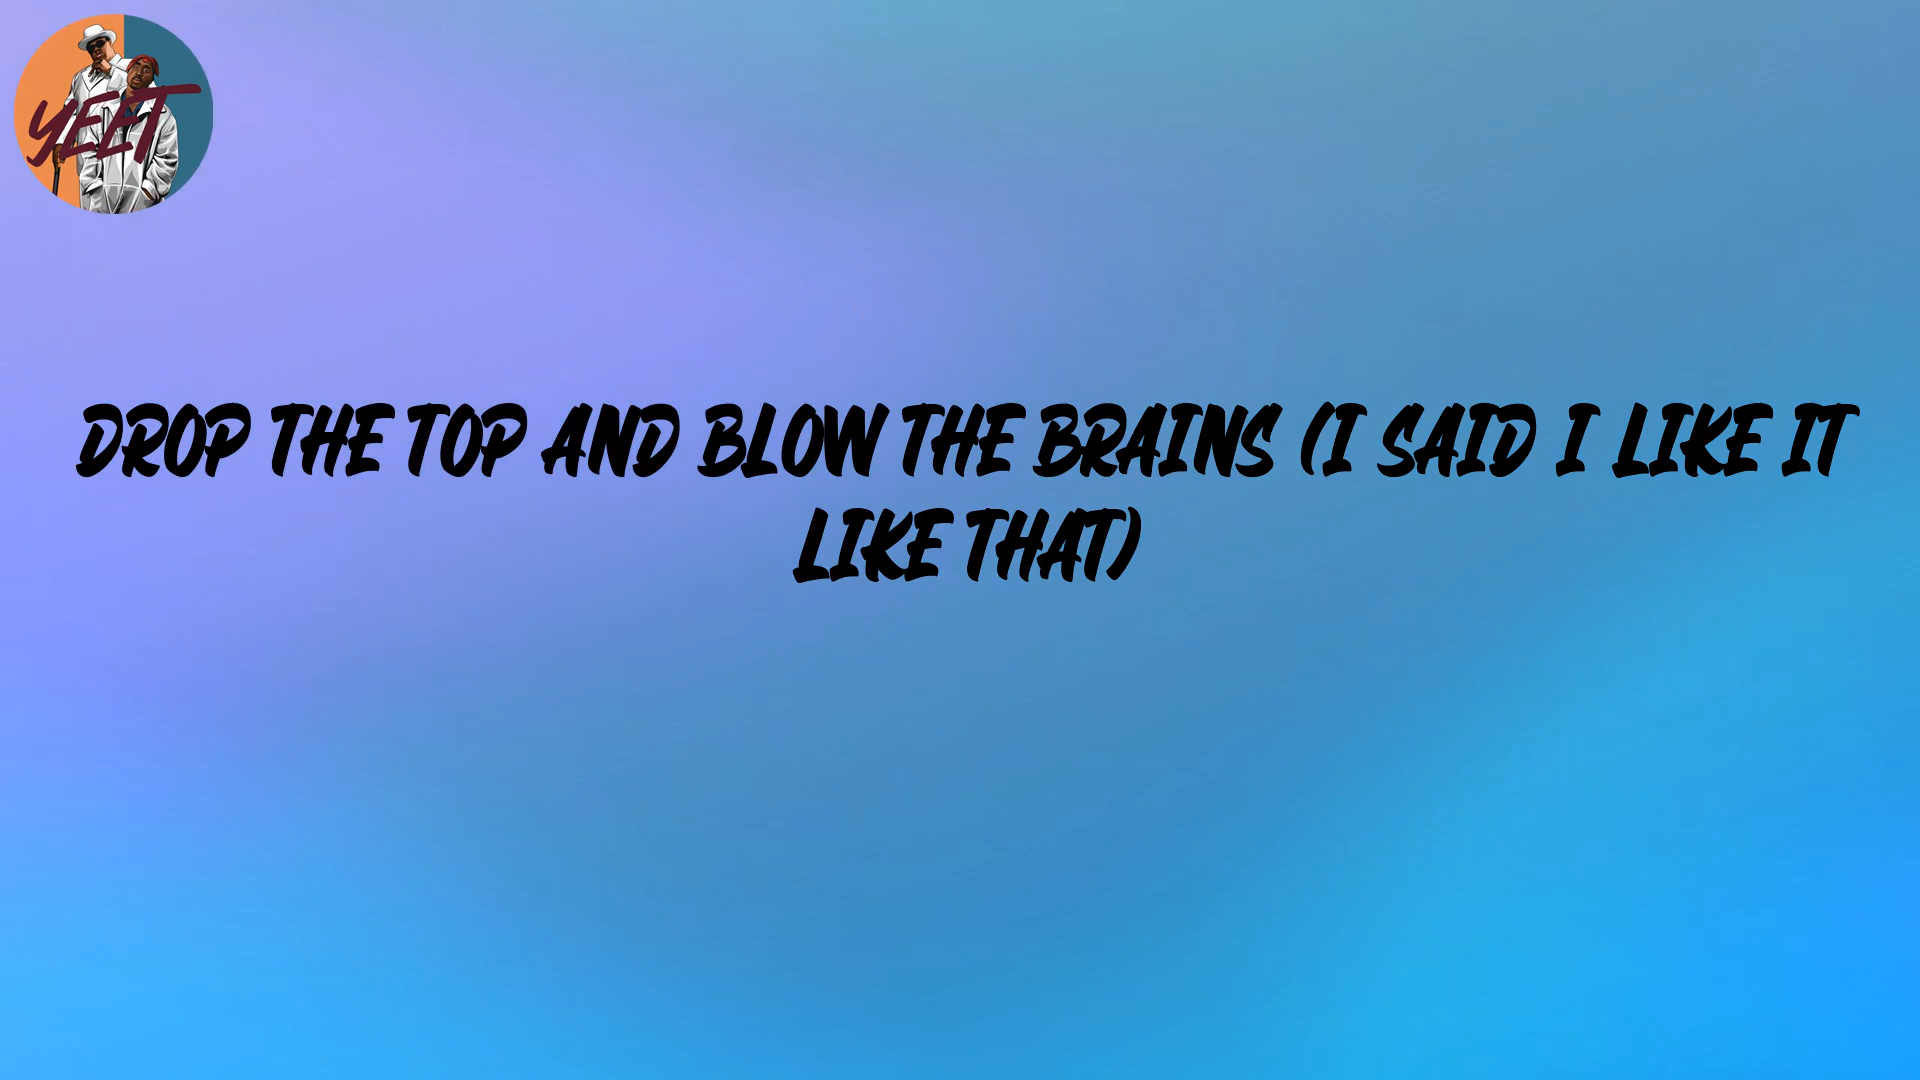 YEET
DROP THE TOP AND BLOW THE BRAINS (I SAID I LIKE IT
LIKE THAT)